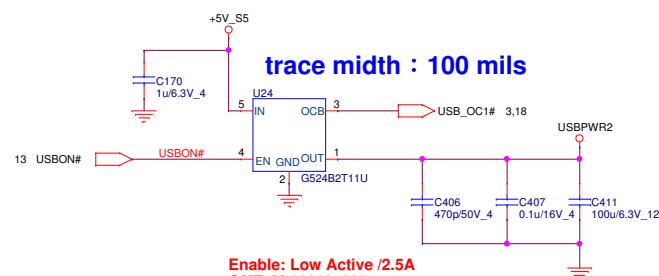 +5V_S5
trace midth：100 mils
C170
1u/6.3V_4
U24
5 IN OCB 3 USB_OC1# 3,18
USBPWR2
13 USBON# USBON# 4 EN GND OUT 1
2
G524B2T11U
C406
470p/50V_4
C407
0.1u/16V_4
C411
100u/6.3V_12
Enable: Low Active /2.5A